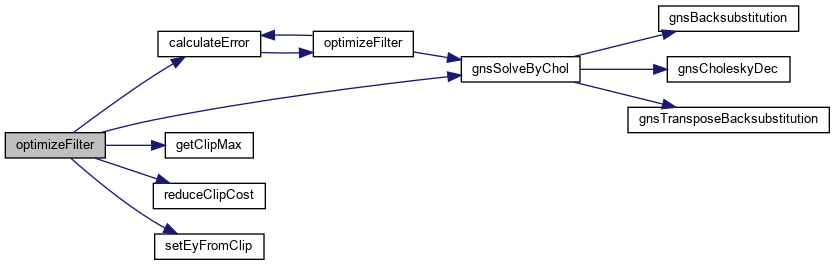 optimizeFilter
calculateError
optimizeFilter
gnsSolveByChol
gnsBacksubstitution
gnsCholeskyDec
gnsTransposeBacksubstitution
getClipMax
reduceClipCost
setEyFromClip